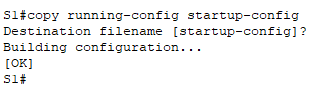 S1#copy running-config startup-config
Destination filename [startup-config]?
Building configuration...
[OK]
S1#